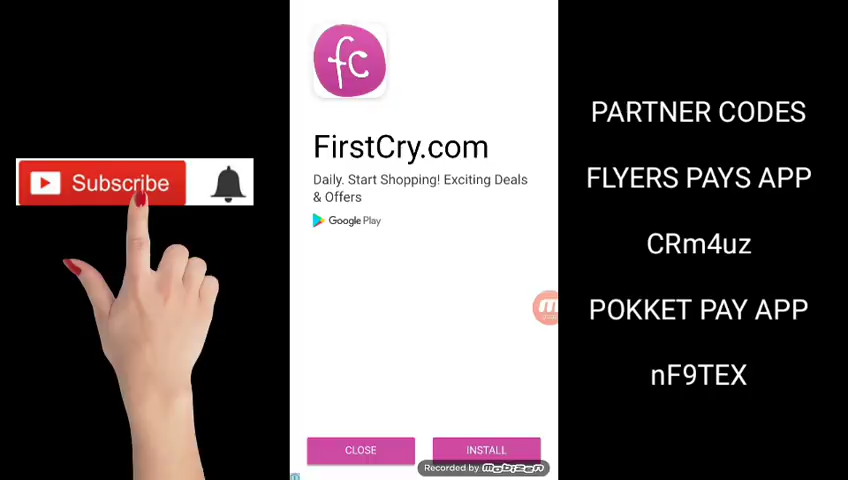 Subscribe
fc
FirstCry.com
Daily. Start Shopping! Exciting Deals
& Offers
Google Play
CLOSE
INSTALL
Recorded by mobizen
PARTNER CODES
FLYERS PAYS APP
CRm4uz
POKKET PAY APP
nF9TEX